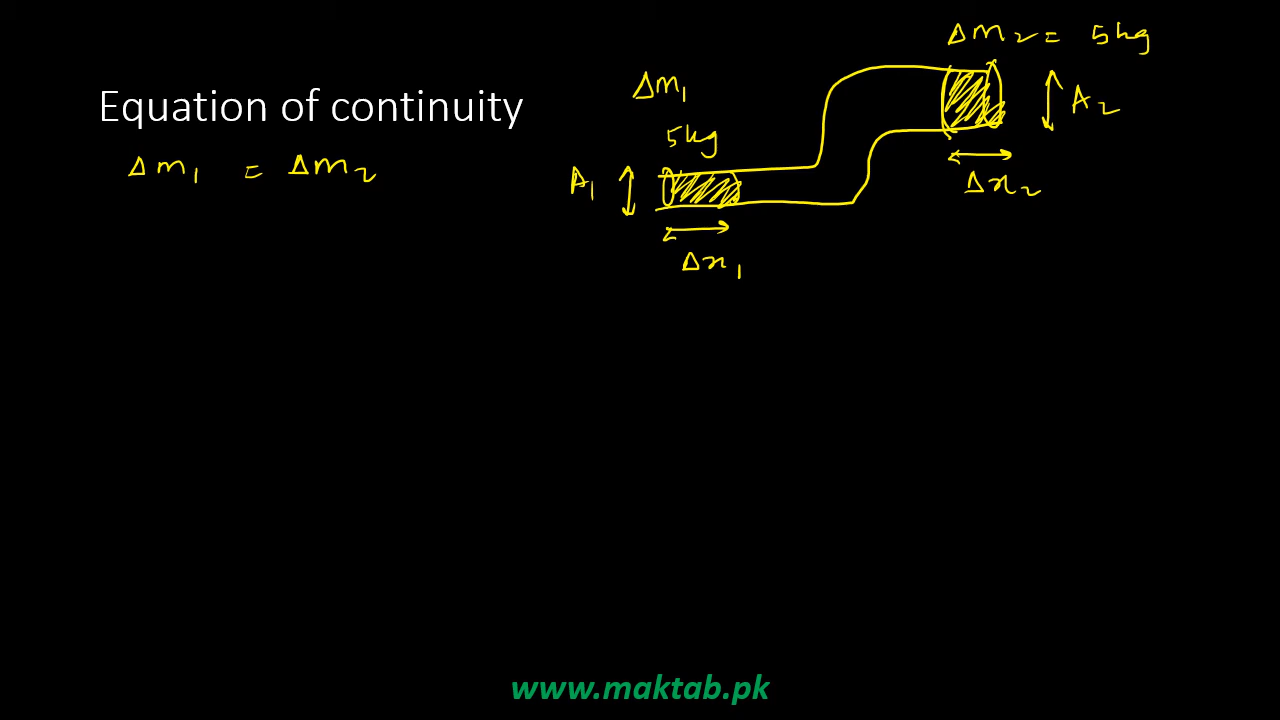 Equation of continuity
Δm₁ = Δm₂
Δm₁
5kg
A₁
Δx₁
Δm₂ = 5kg
A₂
Δx₂
www.maktab.pk